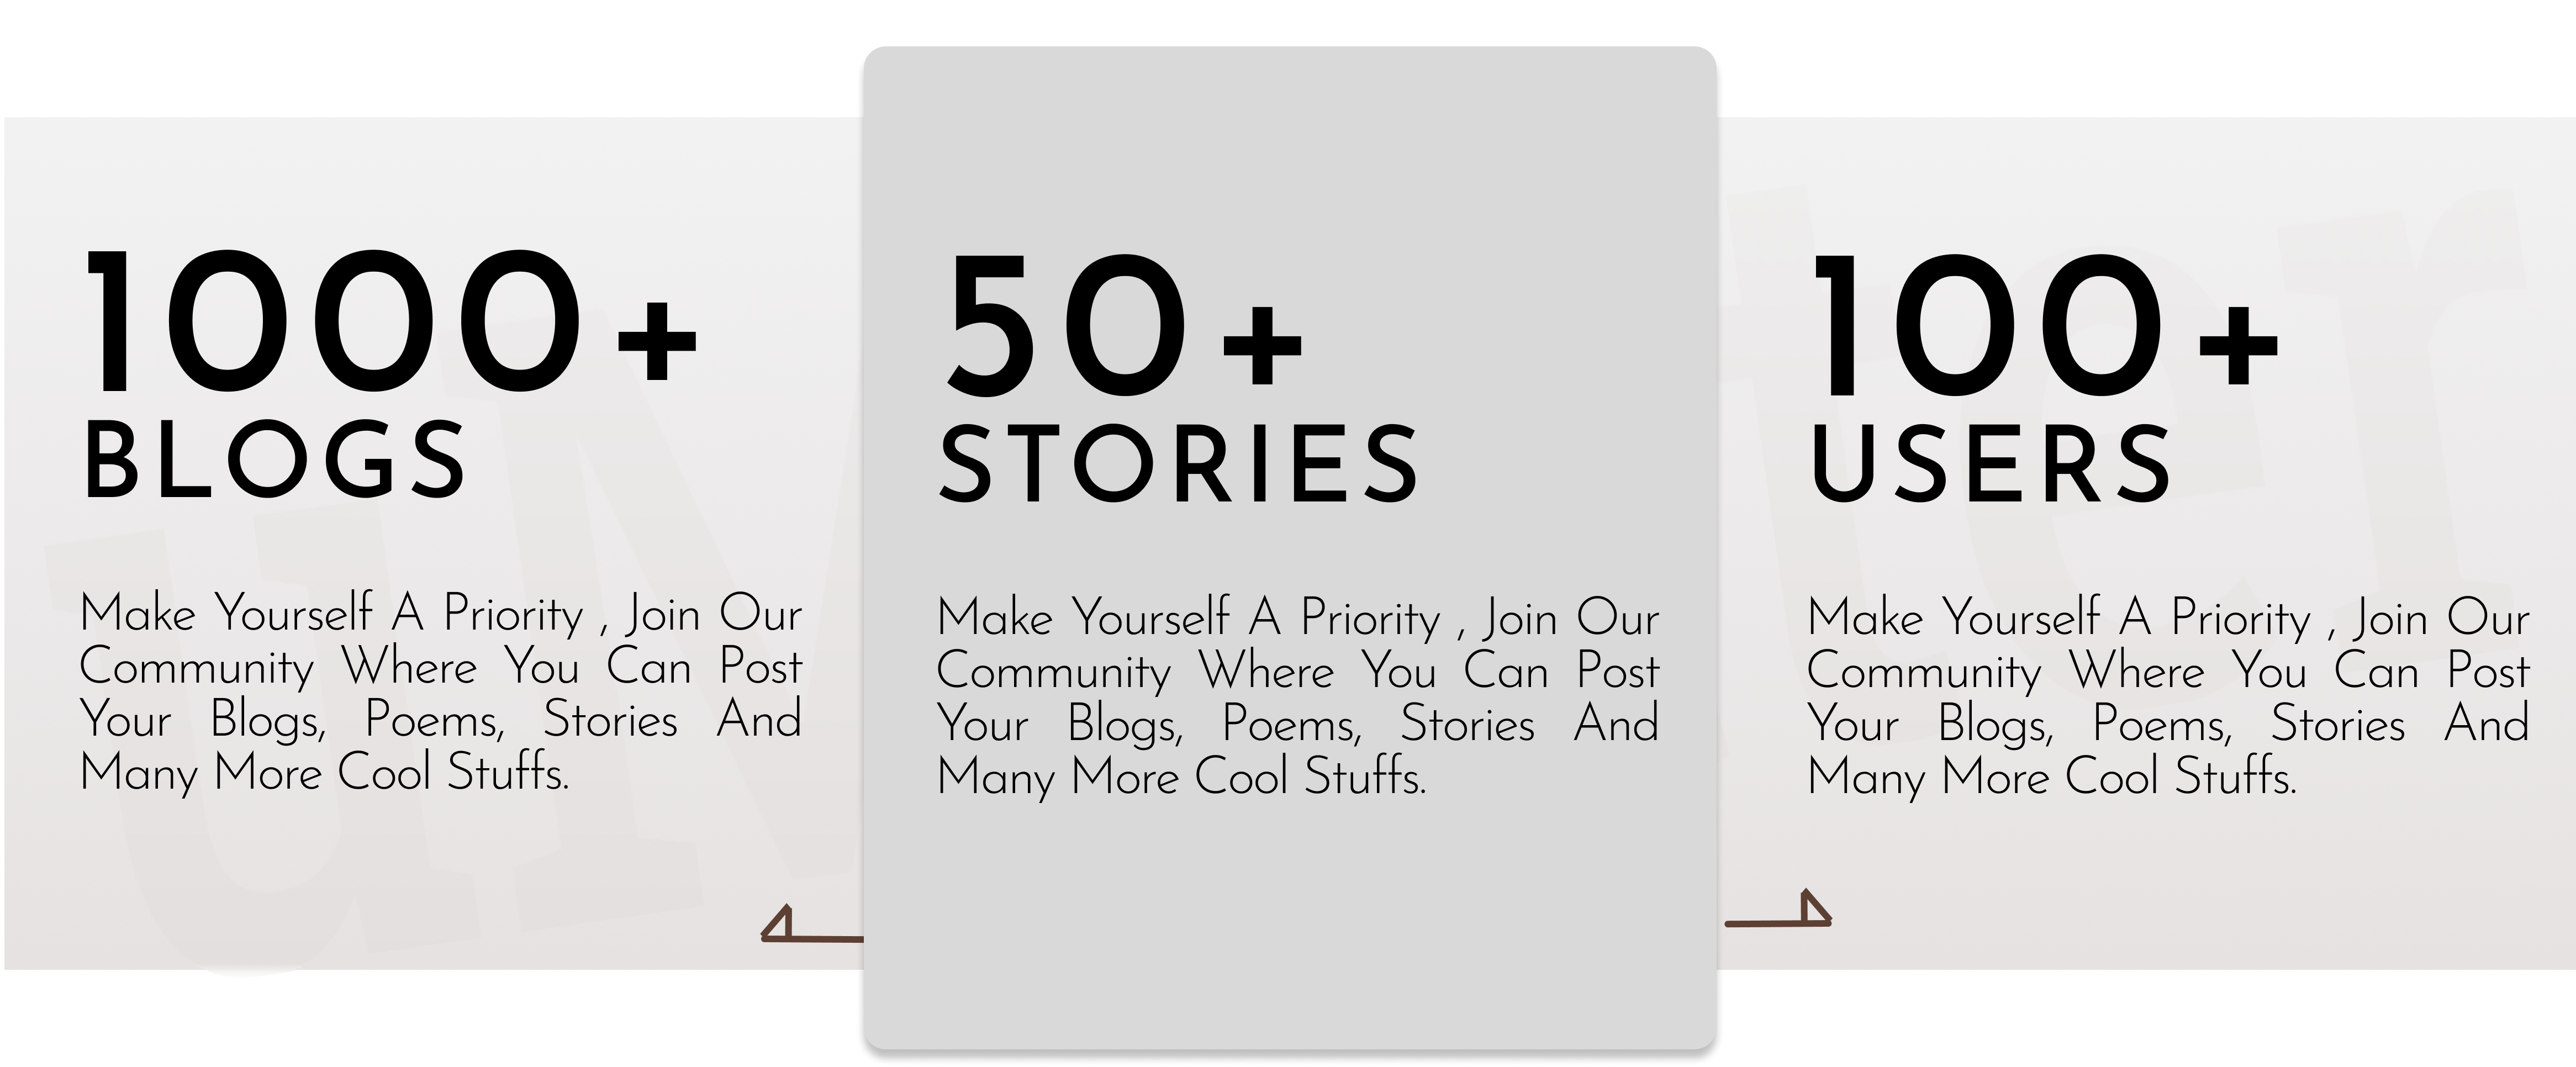 1000+
BLOGS
Make Yourself A Priority , Join Our
Community Where You Can Post
Your Blogs, Poems, Stories And
Many More Cool Stuffs.
50+
STORIES
Make Yourself A Priority , Join Our
Community Where You Can Post
Your Blogs, Poems, Stories And
Many More Cool Stuffs.
100+
USERS
Make Yourself A Priority , Join Our
Community Where You Can Post
Your Blogs, Poems, Stories And
Many More Cool Stuffs.